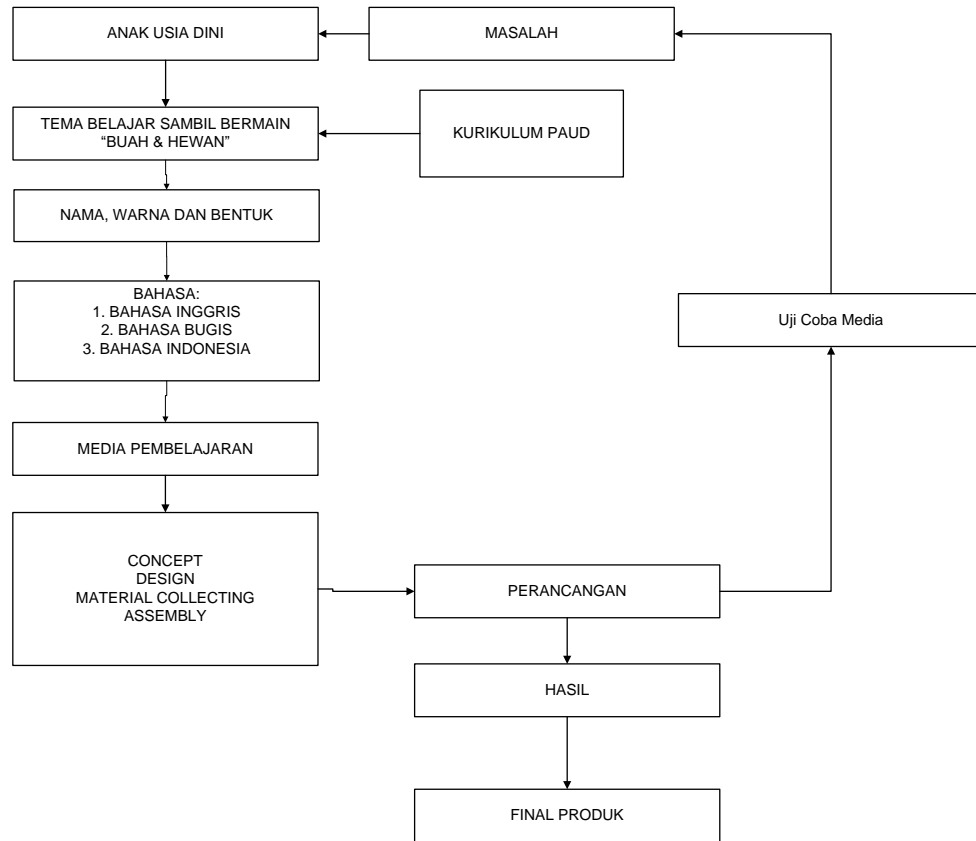 ANAK USIA DINI
MASALAH
TEMA BELAJAR SAMBIL BERMAIN
“BUAH & HEWAN”
KURIKULUM PAUD
NAMA, WARNA DAN BENTUK
BAHASA:
1. BAHASA INGGRIS
2. BAHASA BUGIS
3. BAHASA INDONESIA
Uji Coba Media
MEDIA PEMBELAJARAN
CONCEPT
DESIGN
MATERIAL COLLECTING
ASSEMBLY
PERANCANGAN
HASIL
FINAL PRODUK